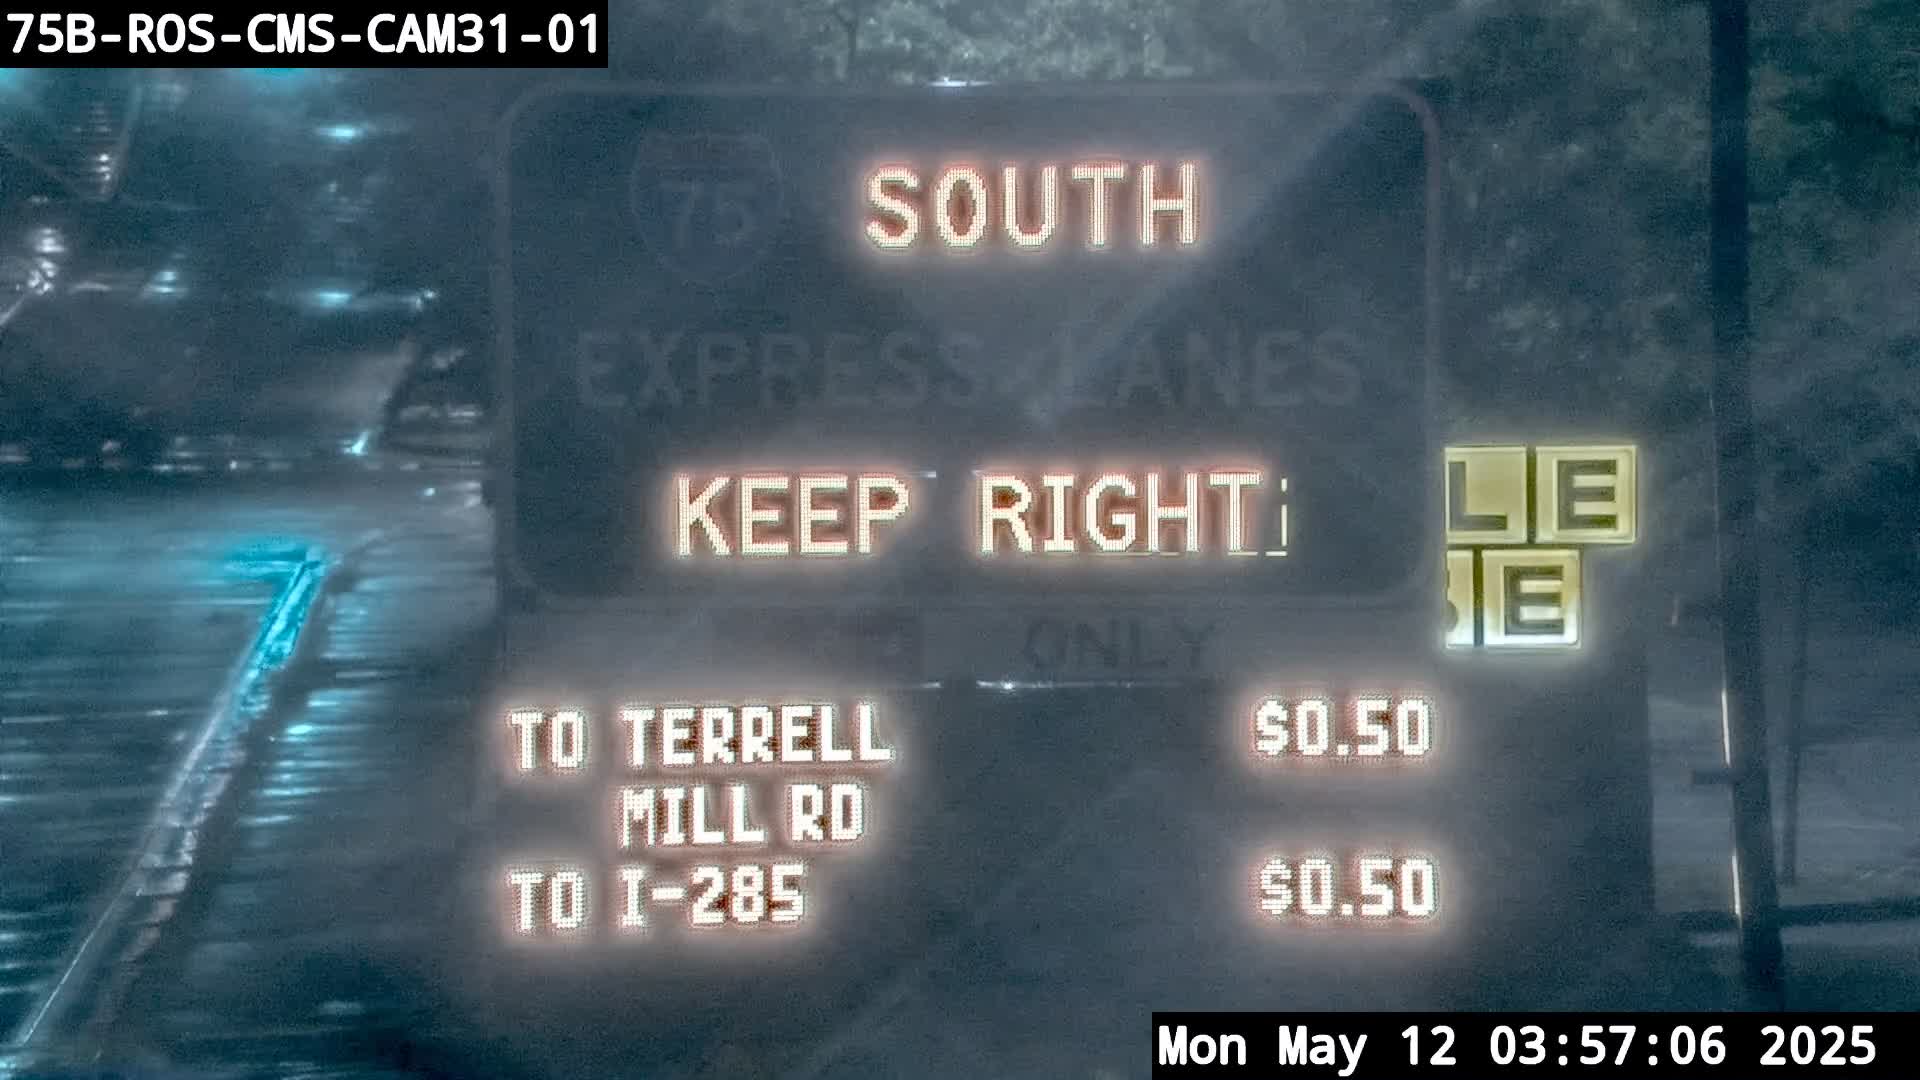 75B-ROS-CMS-CAM31-01
75 SOUTH
EXPRESS LANES
KEEP RIGHT
LE
E
ONLY
TO TERRELL $0.50
MILL RD
TO I-285 $0.50
Mon May 12 03:57:06 2025